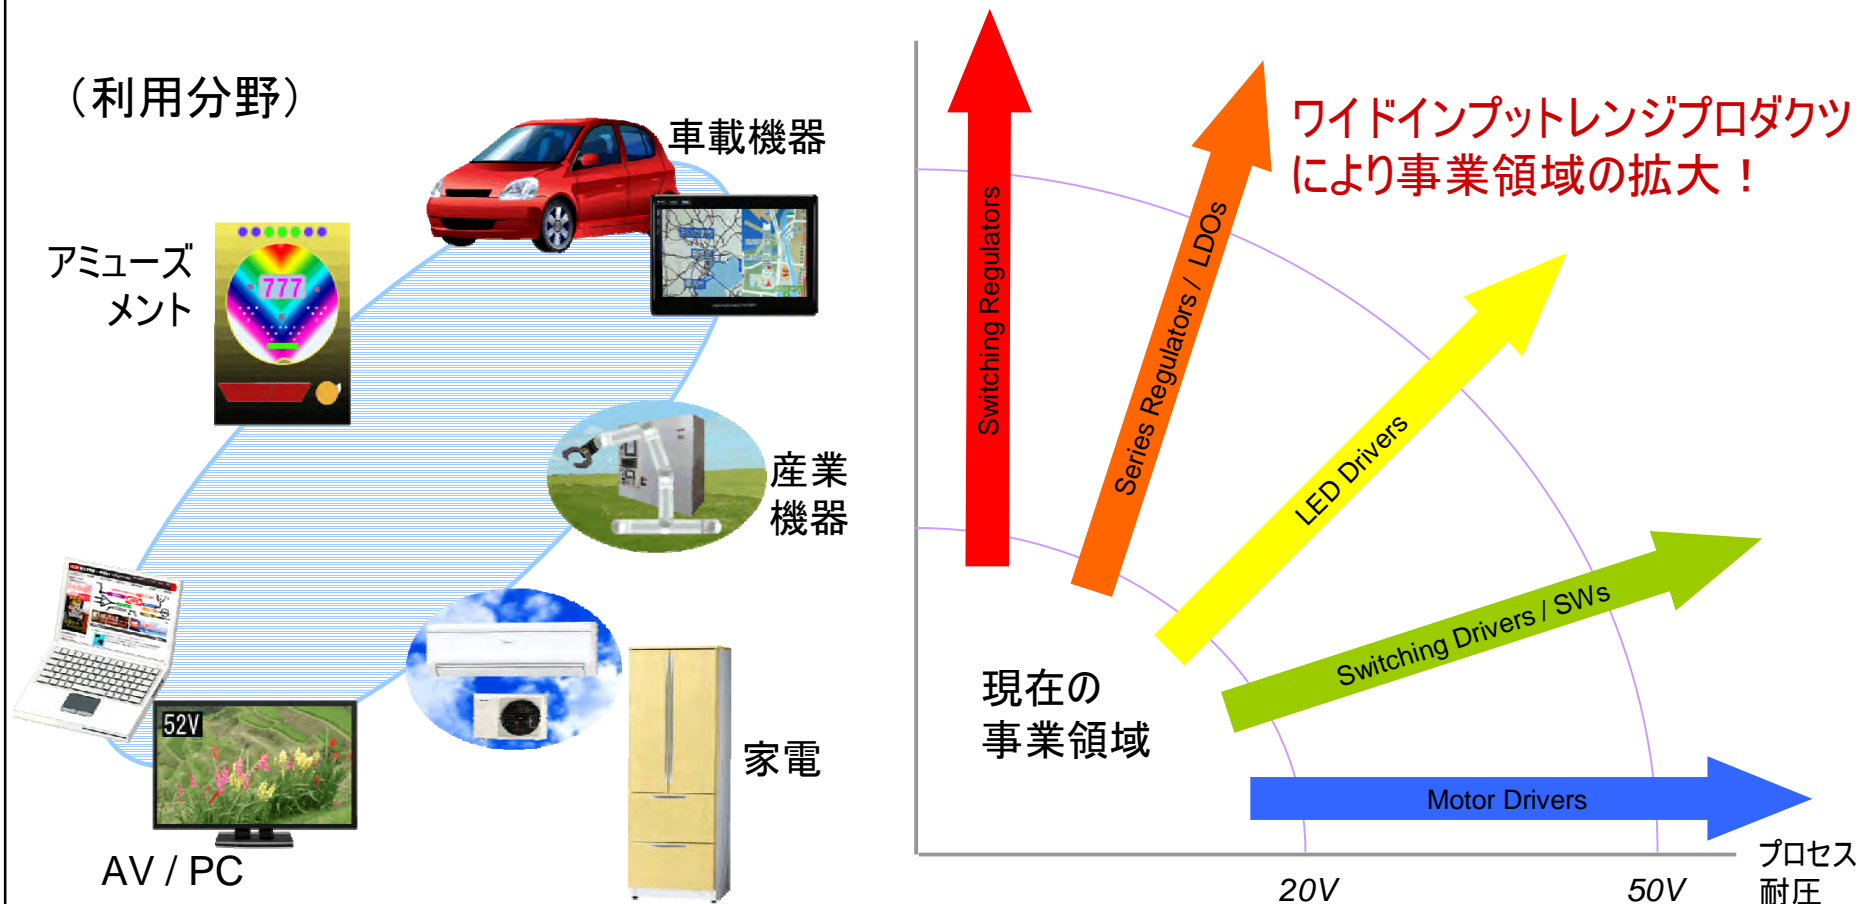 （利用分野）
車載機器
アミューズ
メント
777
産業
機器
52V
家電
AV / PC
ワイドインプットレンジプロダクツ
により事業領域の拡大！
Switching Regulators
Series Regulators / LDOs
LED Drivers
Switching Drivers / SWs
Motor Drivers
現在の
事業領域
20V
50V
プロセス
耐圧